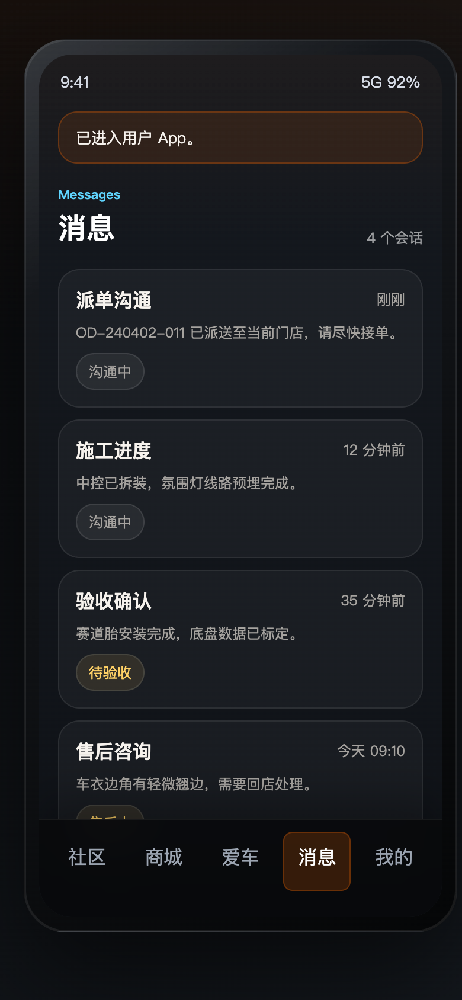 9:41
5G 92%
已进入用户 App。
Messages
消息
4 个会话
派单沟通
刚刚
OD-240402-011 已派送至当前门店，请尽快接单。
沟通中
施工进度
12 分钟前
中控已拆装，氛围灯线路预埋完成。
沟通中
验收确认
35 分钟前
赛道胎安装完成，底盘数据已标定。
待验收
售后咨询
今天 09:10
车衣边角有轻微翘边，需要回店处理。
社区
商城
爱车
消息
我的